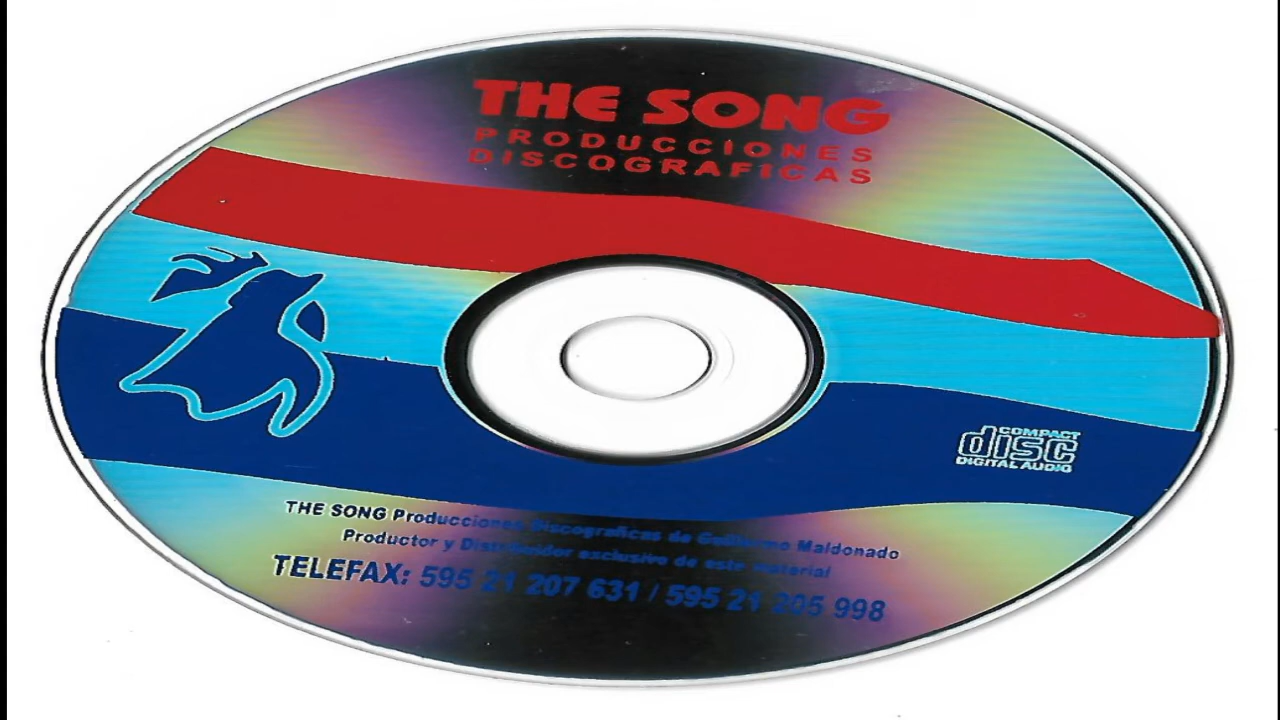 THE SONG
PRODUCCIONES
DISCOGRAFICAS
COMPACT
disc
DIGITAL AUDIO
THE SONG Producciones Discograficas de Guillermo Maldonado
Productor y Distribuidor exclusivo de este material
TELEFAX: 595 21 207 631 / 595 21 205 998